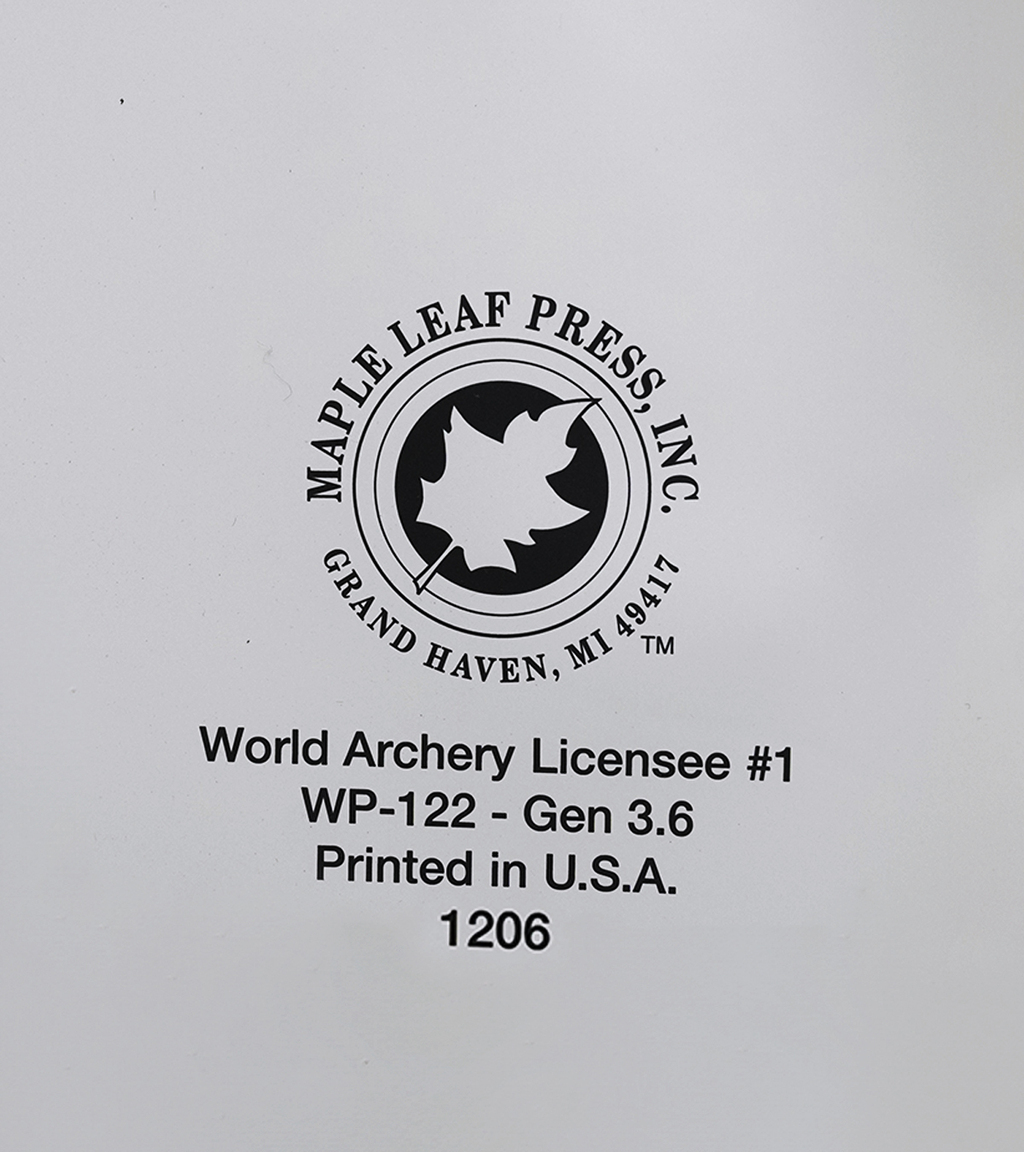 MAPLE LEAF PRESS, INC.
GRAND HAVEN, MI 49417
TM
World Archery Licensee #1
WP-122 - Gen 3.6
Printed in U.S.A.
1206